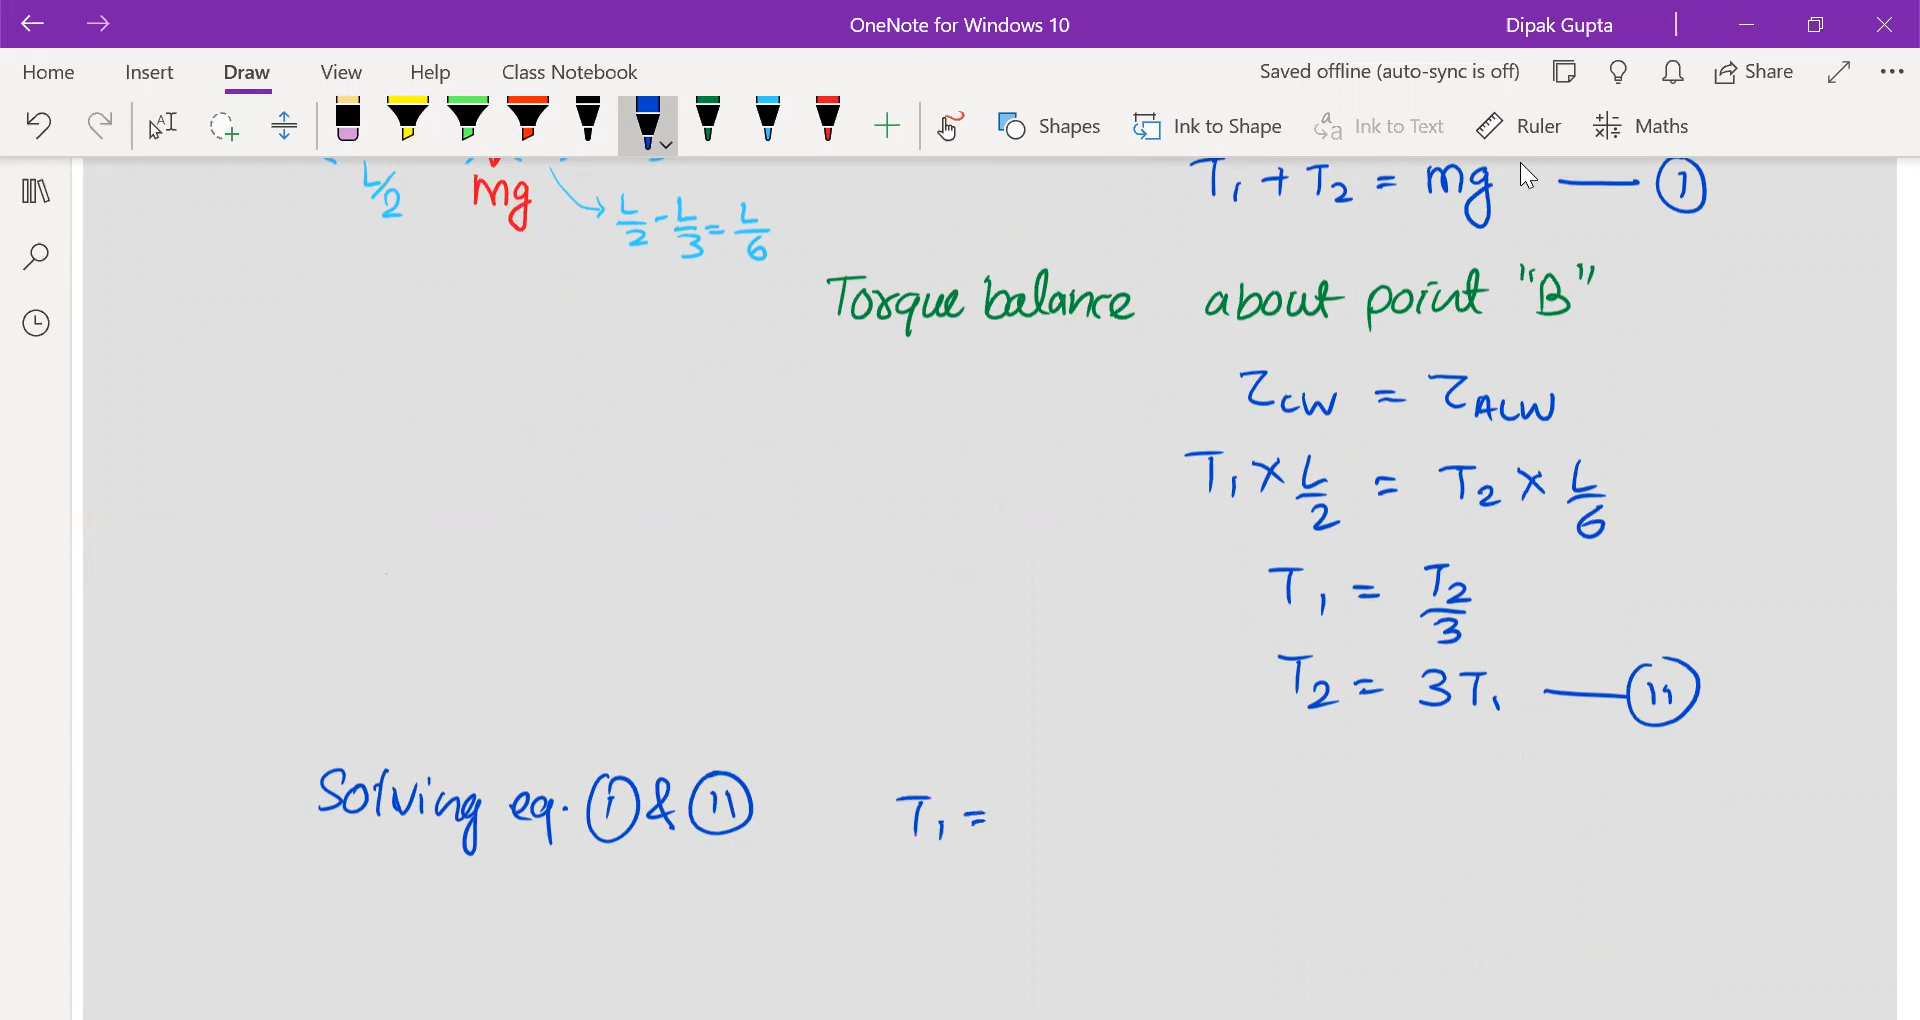 OneNote for Windows 10
Dipak Gupta
Home Insert Draw View Help Class Notebook
Saved offline (auto-sync is off) Share
Shapes Ink to Shape Ink to Text Ruler Maths
L/2
mg
L/2 - L/3 = L/6
T₁ + T₂ = mg — (I)
Torque balance about point "B"
τCW = τACW
T₁ × L/2 = T₂ × L/6
T₁ = T₂/3
T₂ = 3T₁ — (II)
Solving eq. (I) & (II) T₁ =